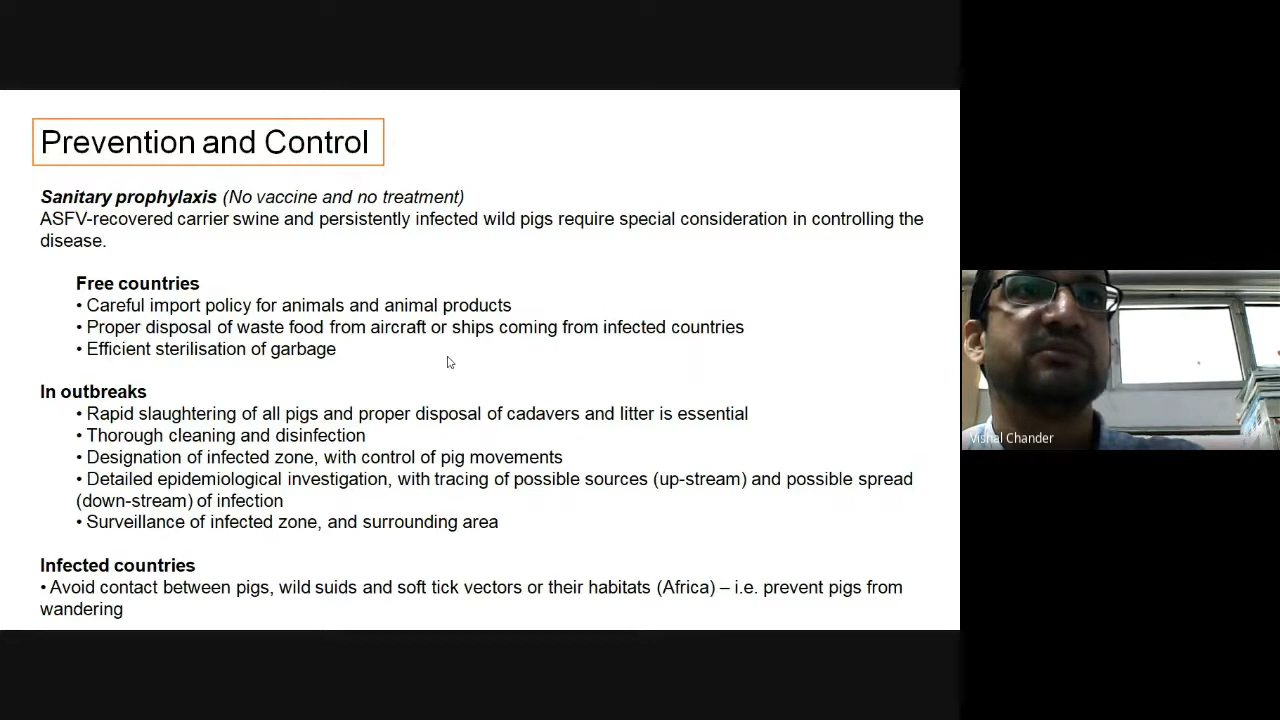 Prevention and Control
Sanitary prophylaxis (No vaccine and no treatment)
ASFV-recovered carrier swine and persistently infected wild pigs require special consideration in controlling the
disease.
Free countries
• Careful import policy for animals and animal products
• Proper disposal of waste food from aircraft or ships coming from infected countries
• Efficient sterilisation of garbage
In outbreaks
• Rapid slaughtering of all pigs and proper disposal of cadavers and litter is essential
• Thorough cleaning and disinfection
• Designation of infected zone, with control of pig movements
• Detailed epidemiological investigation, with tracing of possible sources (up-stream) and possible spread
(down-stream) of infection
• Surveillance of infected zone, and surrounding area
Infected countries
• Avoid contact between pigs, wild suids and soft tick vectors or their habitats (Africa) – i.e. prevent pigs from
wandering
Vishal Chander